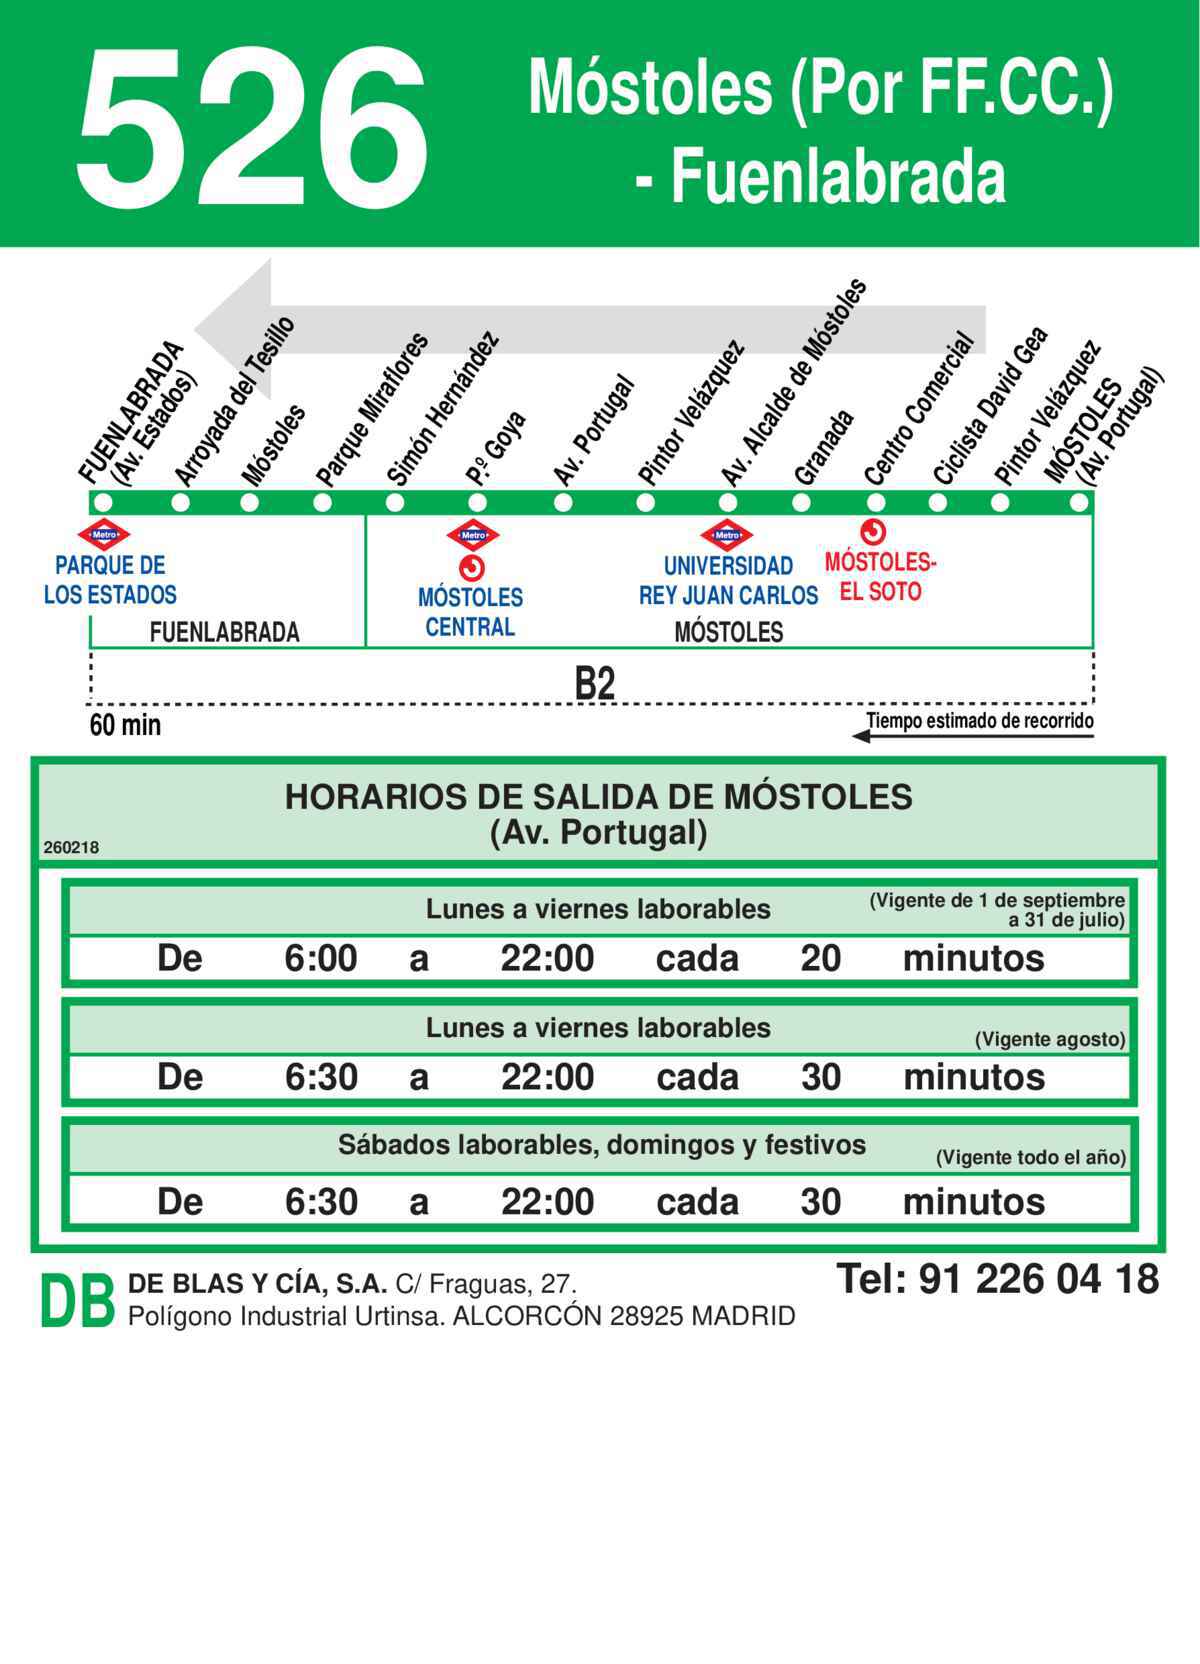 526
Móstoles (Por FF.CC.)
- Fuenlabrada
FUENLABRADA
(Av. Estados)
Arroyada del Tesillo
Móstoles
Parque Miraflores
Simón Hernández
P.º Goya
Av. Portugal
Pintor Velázquez
Av. Alcalde de Móstoles
Granada
Centro Comercial
Ciclista David Gea
Pintor Velázquez
MÓSTOLES
(Av. Portugal)
Metro
PARQUE DE
LOS ESTADOS
Metro
MÓSTOLES
CENTRAL
Metro
UNIVERSIDAD
REY JUAN CARLOS
MÓSTOLES-
EL SOTO
FUENLABRADA
MÓSTOLES
B2
60 min
Tiempo estimado de recorrido
HORARIOS DE SALIDA DE MÓSTOLES
(Av. Portugal)
260218
Lunes a viernes laborables
(Vigente de 1 de septiembre
a 31 de julio)
De 6:00 a 22:00 cada 20 minutos
Lunes a viernes laborables
(Vigente agosto)
De 6:30 a 22:00 cada 30 minutos
Sábados laborables, domingos y festivos
(Vigente todo el año)
De 6:30 a 22:00 cada 30 minutos
DB
DE BLAS Y CÍA, S.A. C/ Fraguas, 27.
Polígono Industrial Urtinsa. ALCORCÓN 28925 MADRID
Tel: 91 226 04 18